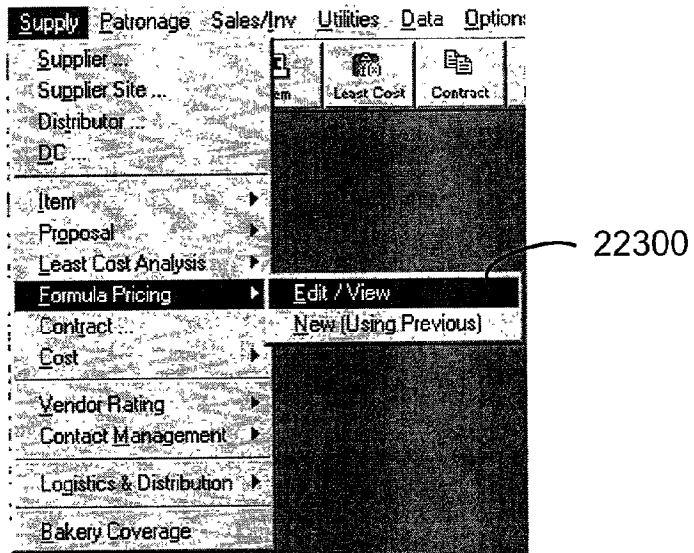 Supply Patronage Sales/Inv Utilities Data Option
Supplier ...
Supplier Site ...
Distributor ...
DC ...
Least Cost Contract
Item
Proposal
Least Cost Analysis
Formula Pricing
Edit / View
22300
New (Using Previous)
Contract ...
Cost
Vendor Rating
Contact Management
Logistics & Distribution
Bakery Coverage